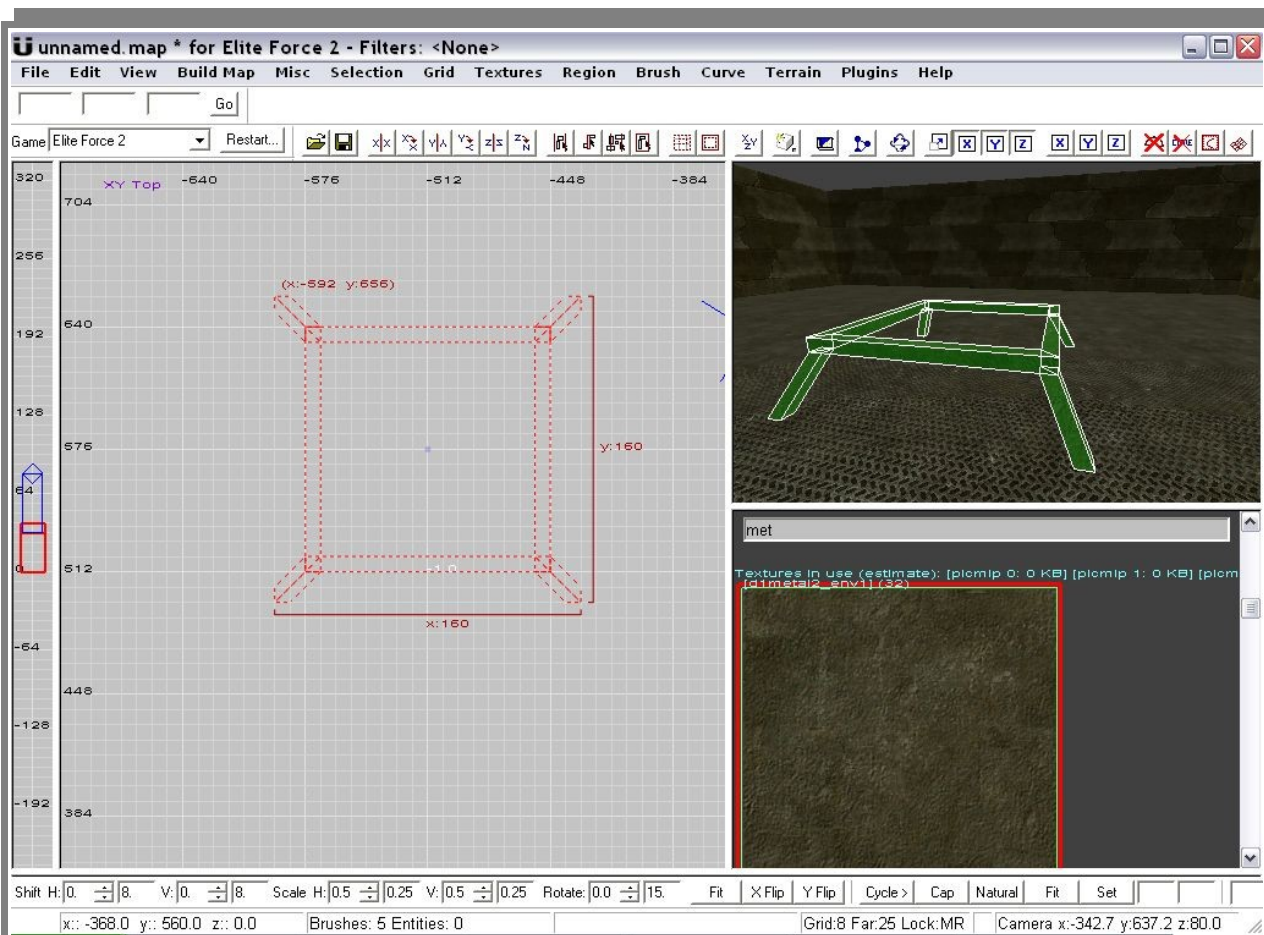 unnamed.map * for Elite Force 2 - Filters: <None>
File Edit View Build Map Misc Selection Grid Textures Region Brush Curve Terrain Plugins Help
Go
Game Elite Force 2 Restart...
320 XY Top -640 -576 -512 -448 -384
704
256
(x:-592 y:656)
192 640
128
576 y:160
64
met
0 512 -1.0
Textures in use (estimate): [picmip 0: 0 KB] [picmip 1: 0 KB] [picm
[d1metal2_env1] (32)
x:160
-64
448
-128
-192
384
Shift H: 0. 8. V: 0. 8. Scale H: 0.5 0.25 V: 0.5 0.25 Rotate: 0.0 15. Fit X Flip Y Flip Cycle > Cap Natural Fit Set
x:: -368.0 y:: 560.0 z:: 0.0 Brushes: 5 Entities: 0 Grid:8 Far:25 Lock:MR Camera x:-342.7 y:637.2 z:80.0